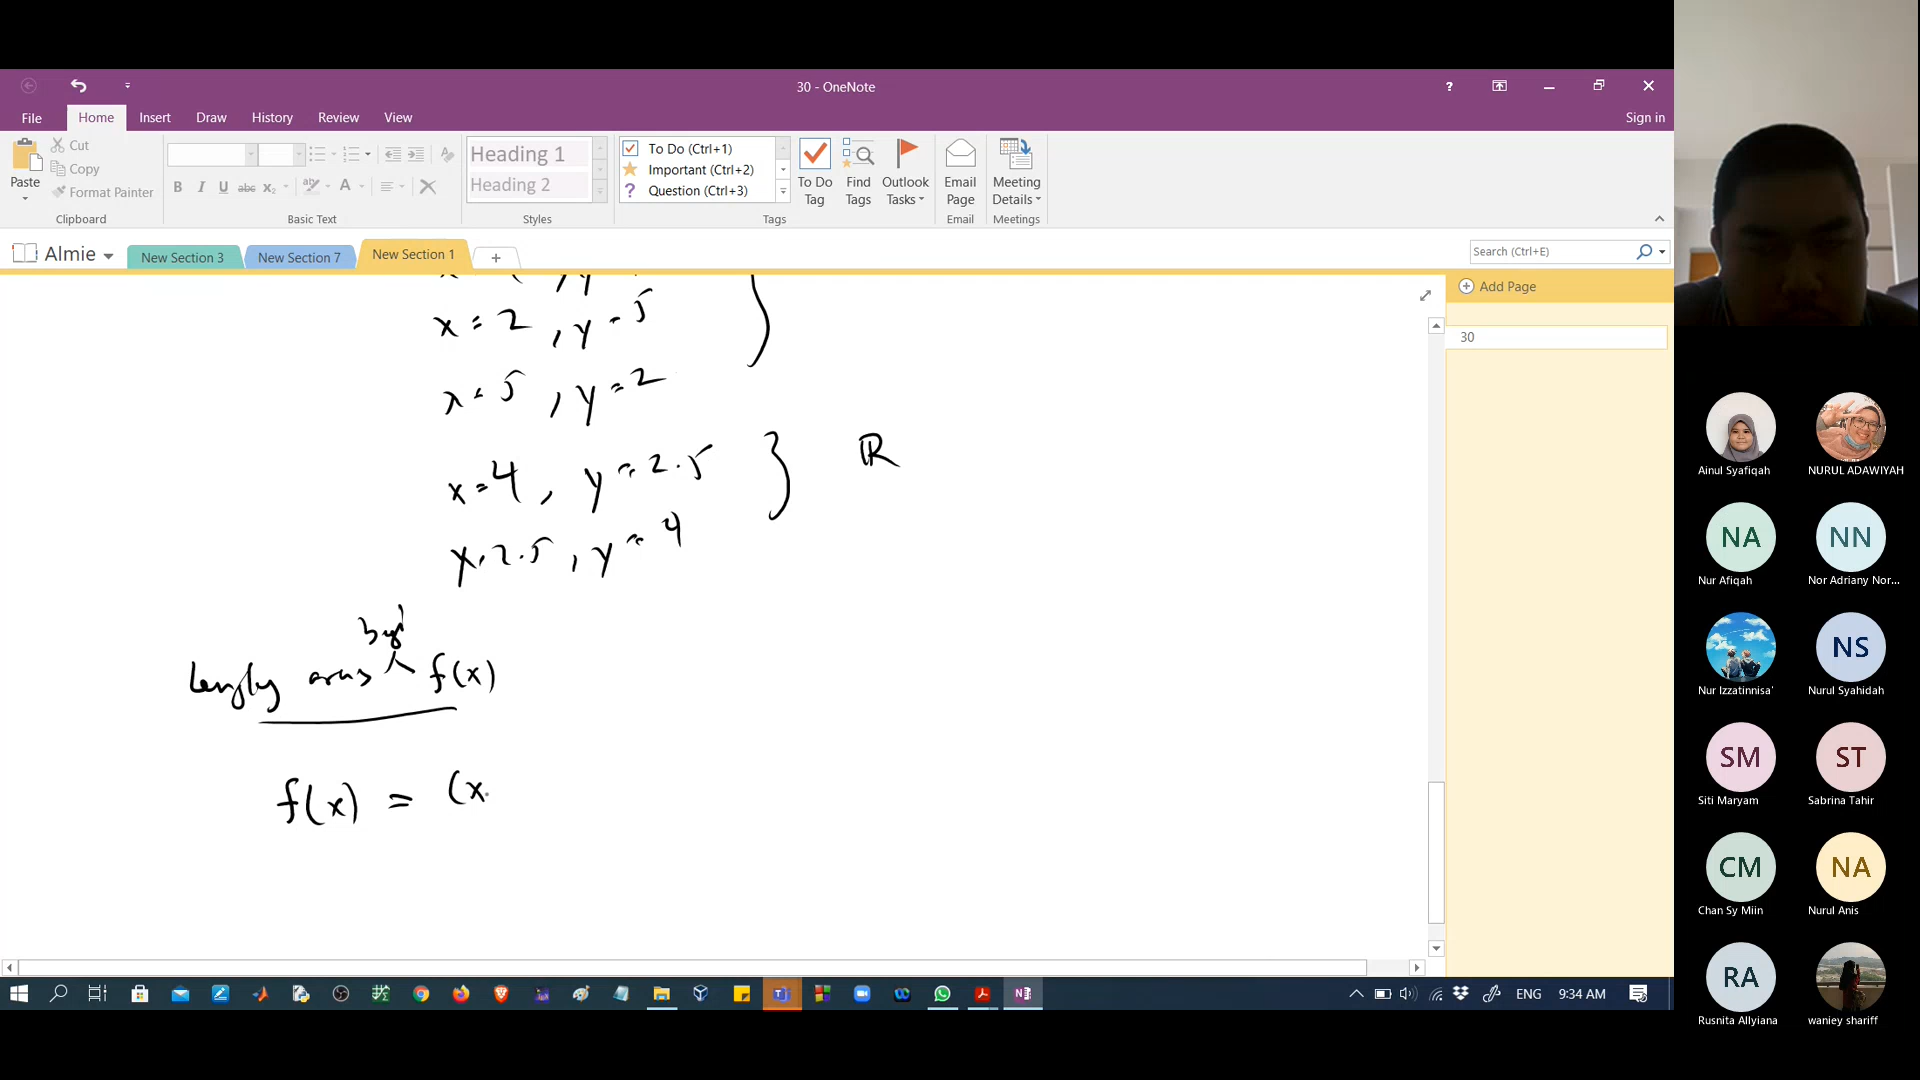 30 - OneNote
?
File Home Insert Draw History Review View
Sign in
Paste
Cut
Copy
Format Painter
Clipboard
B I U abc x₂ A
Basic Text
Heading 1
Heading 2
Styles
To Do (Ctrl+1)
Important (Ctrl+2)
Question (Ctrl+3)
To Do Tag
Find Tags
Outlook Tasks
Tags
Email Page
Email
Meeting Details
Meetings
Almie
New Section 3
New Section 7
New Section 1
+
Search (Ctrl+E)
Add Page
30
x = 2 , y = 5
x = 5 , y = 2
x = 4 , y = 2.5 } ℝ
x = 2.5 , y = 4
bagi
f(x)
f(x) = (x
Ainul Syafiqah
NURUL ADAWIYAH
NA
Nur Afiqah
NN
Nor Adriany Nor...
Nur Izzatinnisa'
NS
Nurul Syahidah
SM
Siti Maryam
ST
Sabrina Tahir
CM
Chan Sy Miin
NA
Nurul Anis
RA
Rusnita Allyiana
waniey shariff
ENG
9:34 AM